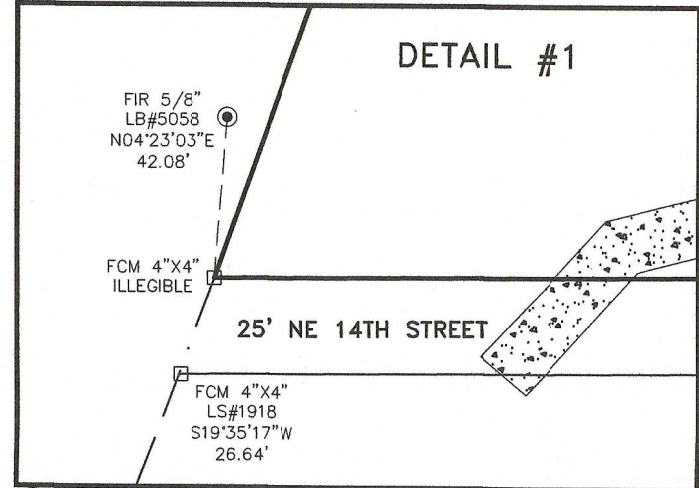 DETAIL #1
FIR 5/8"
LB#5058
N04°23'03"E
42.08'
FCM 4"X4"
ILLEGIBLE
25' NE 14TH STREET
FCM 4"X4"
LS#1918
S19°35'17"W
26.64'